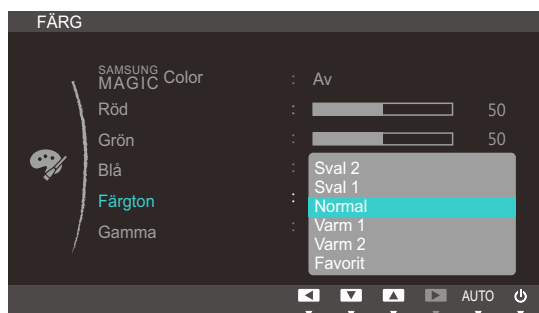 FÄRG
SAMSUNG MAGIC Color : Av
Röd : 50
Grön : 50
Blå :
Färgton :
Gamma :
Sval 2
Sval 1
Normal
Varm 1
Varm 2
Favorit
AUTO